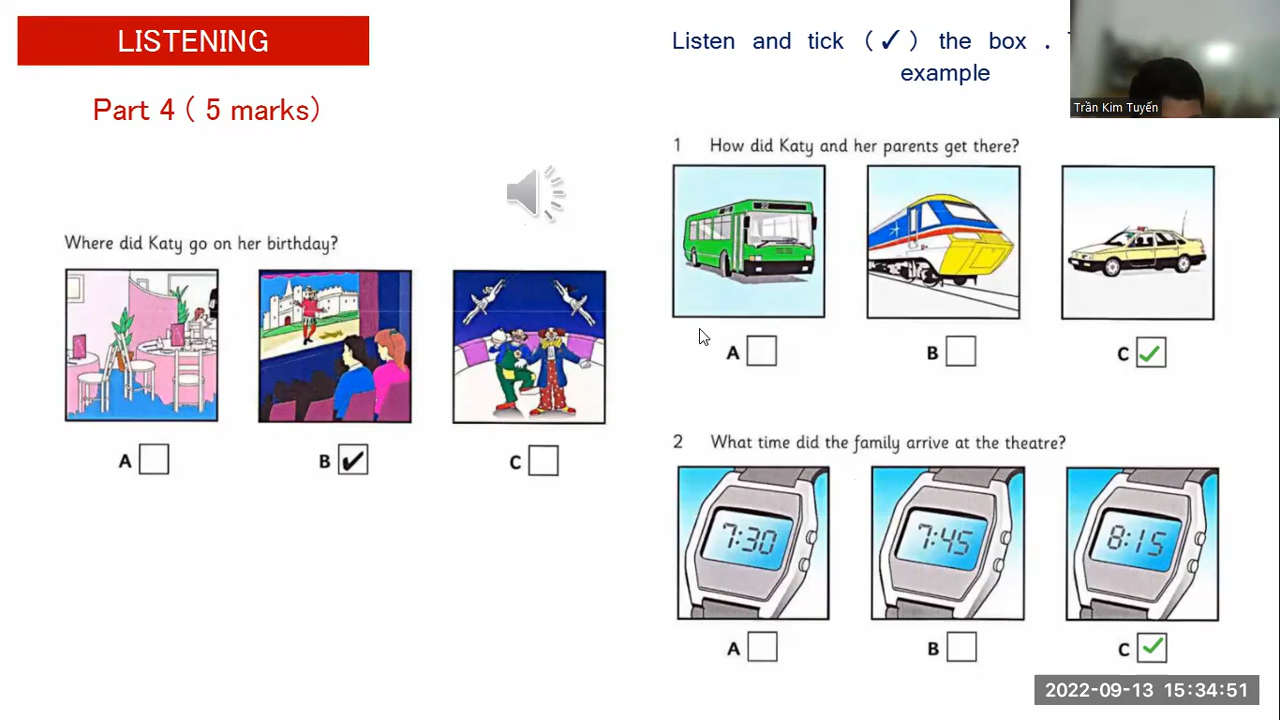 LISTENING
Part 4 ( 5 marks)
Where did Katy go on her birthday?
A
B ✔
C
Listen and tick ( ✓ ) the box .
example
Trần Kim Tuyến
1 How did Katy and her parents get there?
A
B
C ✓
2 What time did the family arrive at the theatre?
7:30
7:45
8:15
A
B
C ✓
2022-09-13 15:34:51